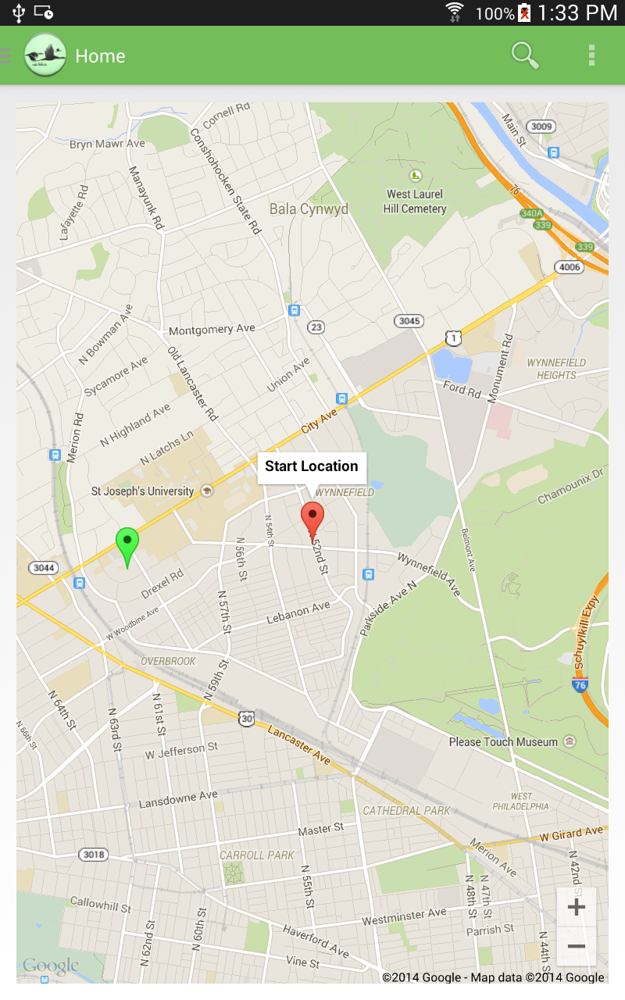 100% 1:33 PM
Home
Cornell Rd
Main St
3009
Bryn Mawr Ave
Conshohocken State Rd
Manayunk Rd
Lafayette Rd
76
West Laurel
Hill Cemetery
Bala Cynwyd
340A
339
339
4006
N Bowman Ave
Montgomery Ave
23
3045
1
Old Lancaster Rd
Sycamore Ave
Union Ave
Monument Rd
WYNNEFIELD
HEIGHTS
Ford Rd
N Highland Ave
City Ave
Merion Rd
N Latchs Ln
Start Location
Chamounix Dr
St Joseph's University
WYNNEFIELD
N 54th St
N 52nd St
N 56th St
Belmont Ave
3044
Drexel Rd
Wynnefield Ave
Parkside Ave N
N 57th St
Lebanon Ave
W Woodbine Ave
Schuylkill Expy
OVERBROOK
N 59th St
76
N 64th St
N 61st St
N 63rd St
30
N 66th St
Lancaster Ave
Please Touch Museum
W Jefferson St
Lansdowne Ave
WEST
PHILADELPHIA
CATHEDRAL PARK
Master St
W Girard Ave
3018
CARROLL PARK
Merion Ave
N 42nd St
N 55th St
N 48th St
N 47th St
Callowhill St
Westminster Ave
N 60th St
N 62nd St
Parrish St
Haverford Ave
N 44th St
Vine St
+
−
Google
©2014 Google - Map data ©2014 Google